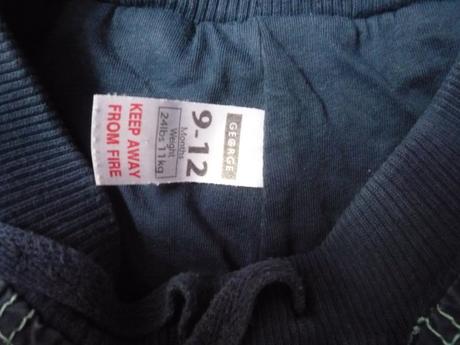 GEORGE
9-12
Months
Weight
24lbs 11kg
KEEP AWAY
FROM FIRE